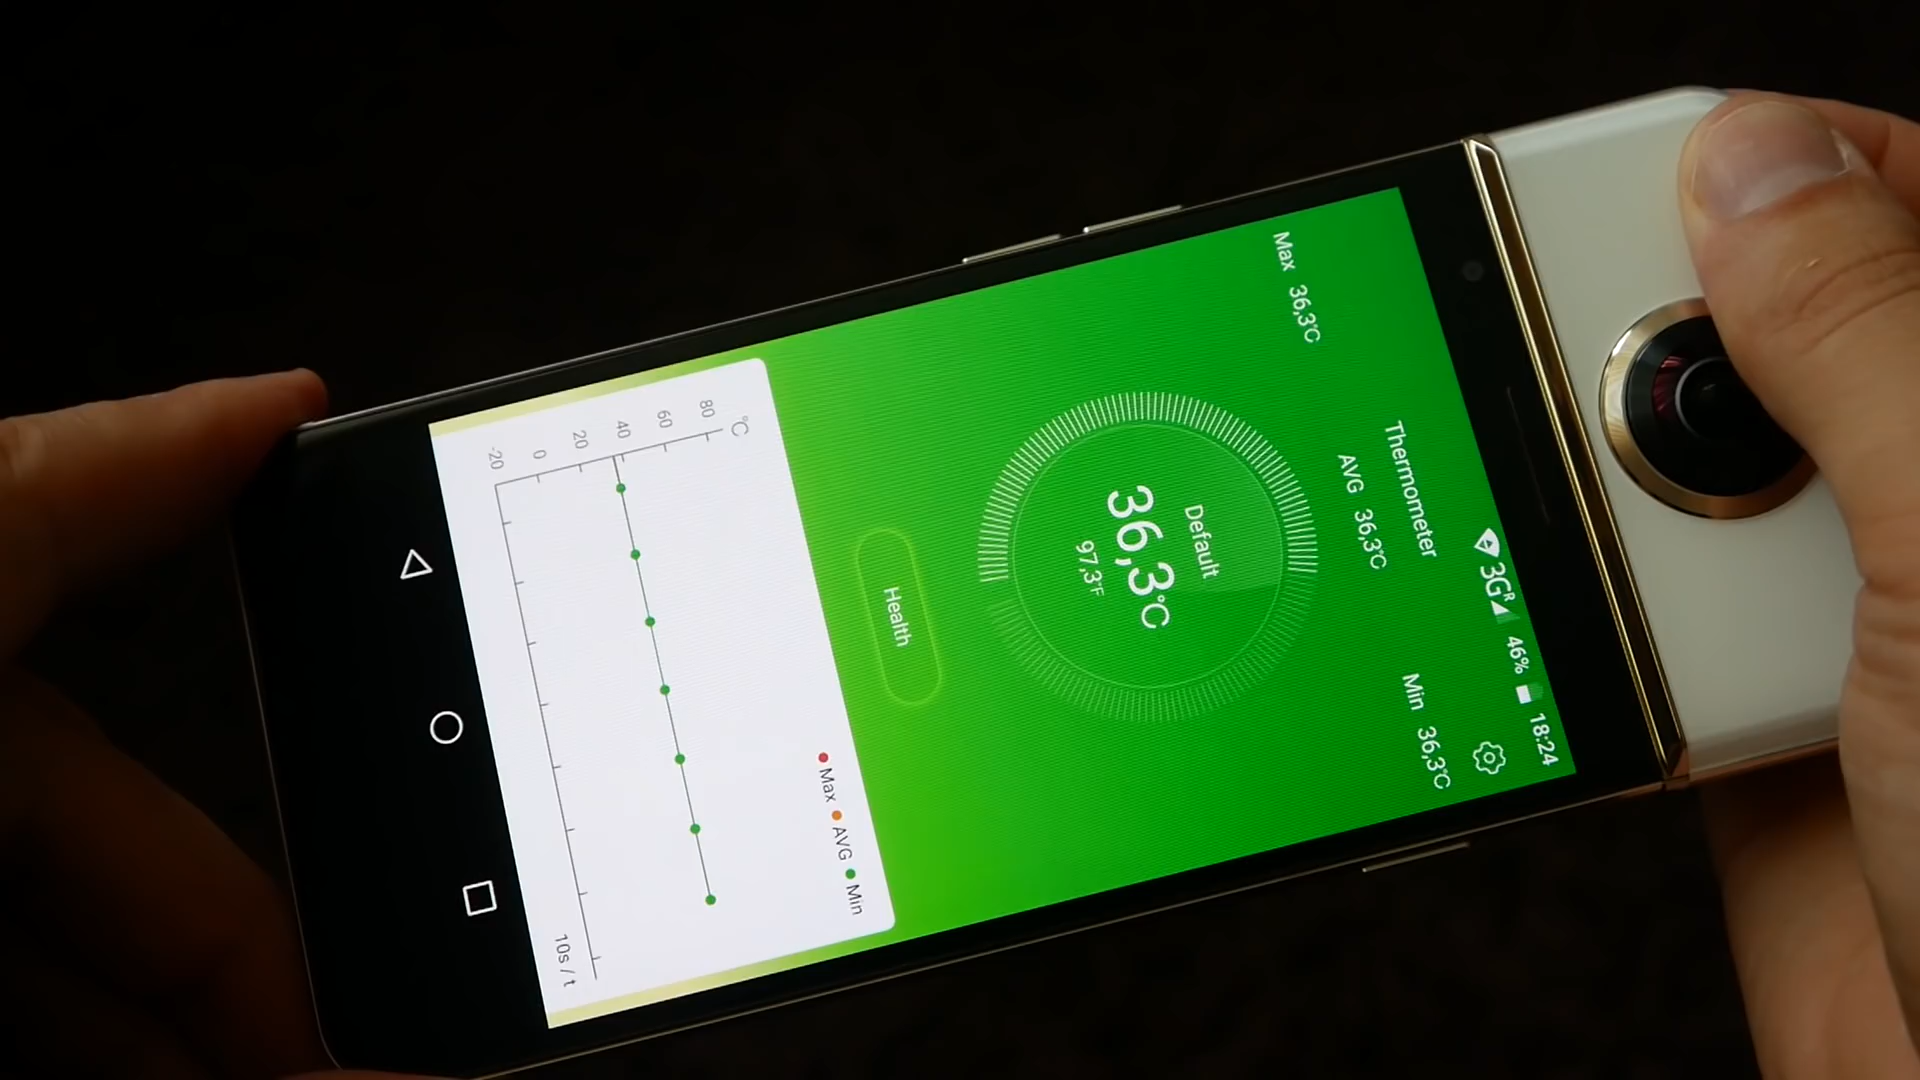 3G R 46% 18:24
Thermometer
Max 36,3°C
AVG 36,3°C
Min 36,3°C
Default
36,3°C
97,3°F
Health
Max AVG Min
°C
80
60
40
20
0
-20
10s / t